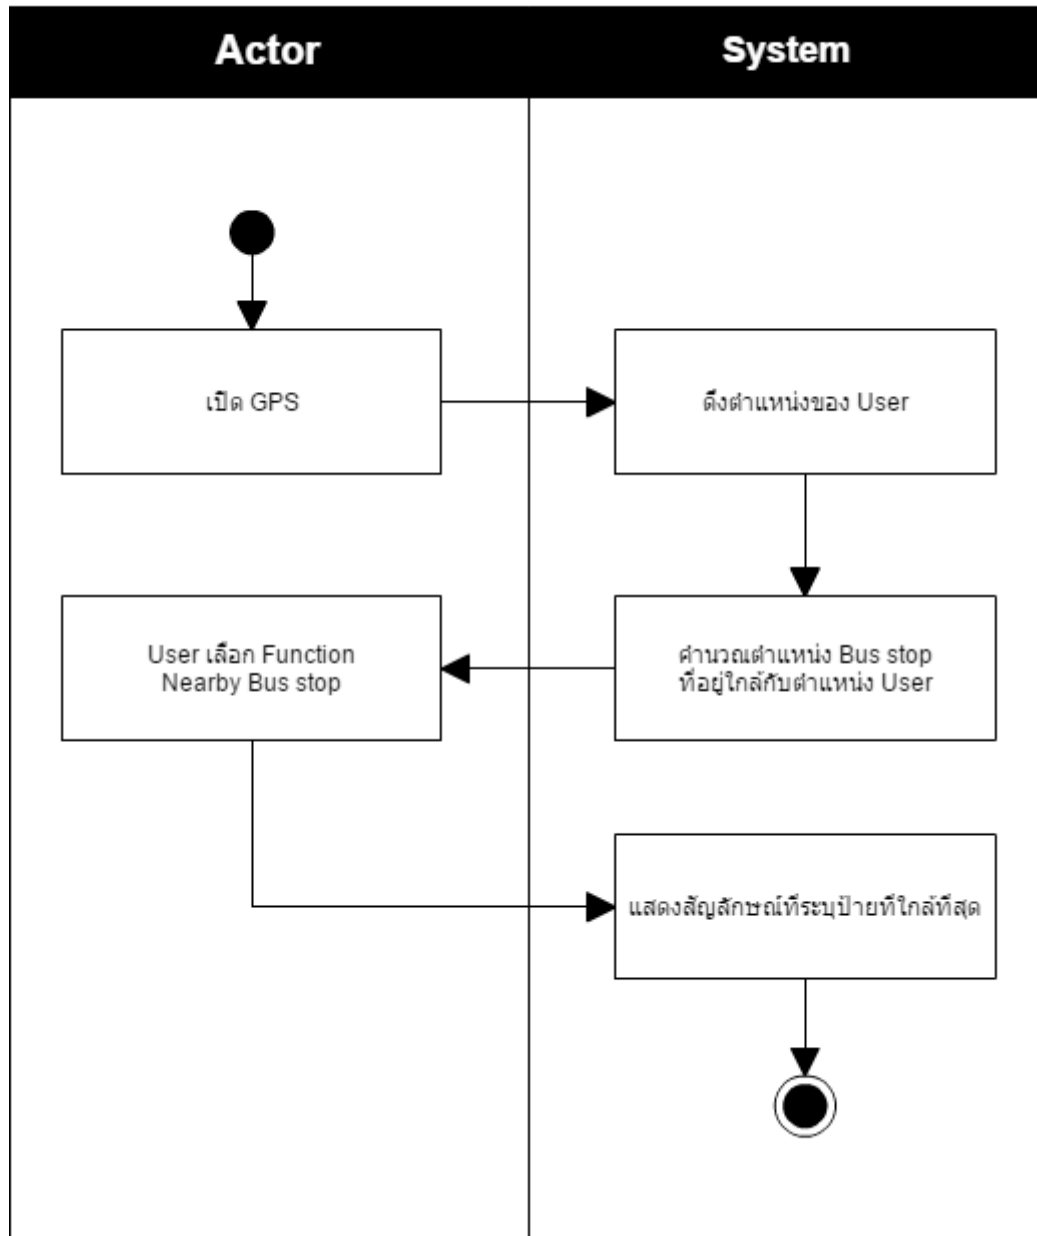 Actor
System
เปิด GPS
ดึงตำแหน่งของ User
User เลือก Function
Nearby Bus stop
คำนวณตำแหน่ง Bus stop
ที่อยู่ใกล้กับตำแหน่ง User
แสดงสัญลักษณ์ที่ระบุป้ายที่ใกล้ที่สุด